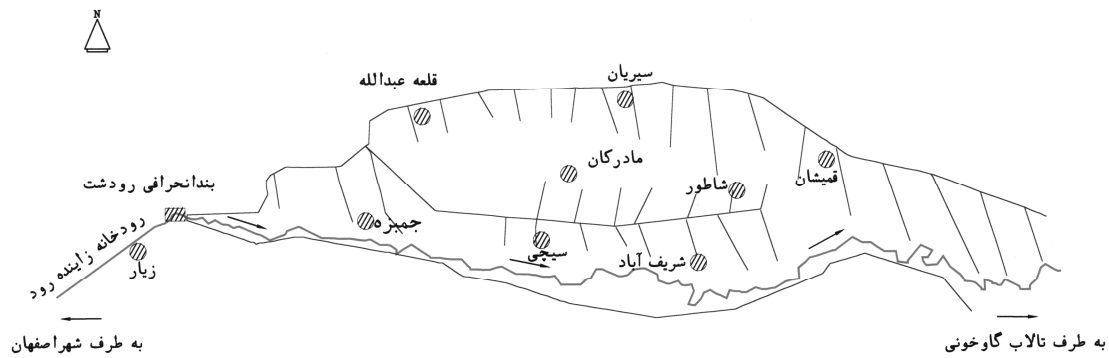 N
سیریان
قلعه عبدالله
مادرکان
قمیشان
شاطور
بندانحرافی رودشت
جمبزه
سیچی
شریف آباد
زیار
رودخانه زاینده رود
به طرف شهراصفهان
به طرف تالاب گاوخونی